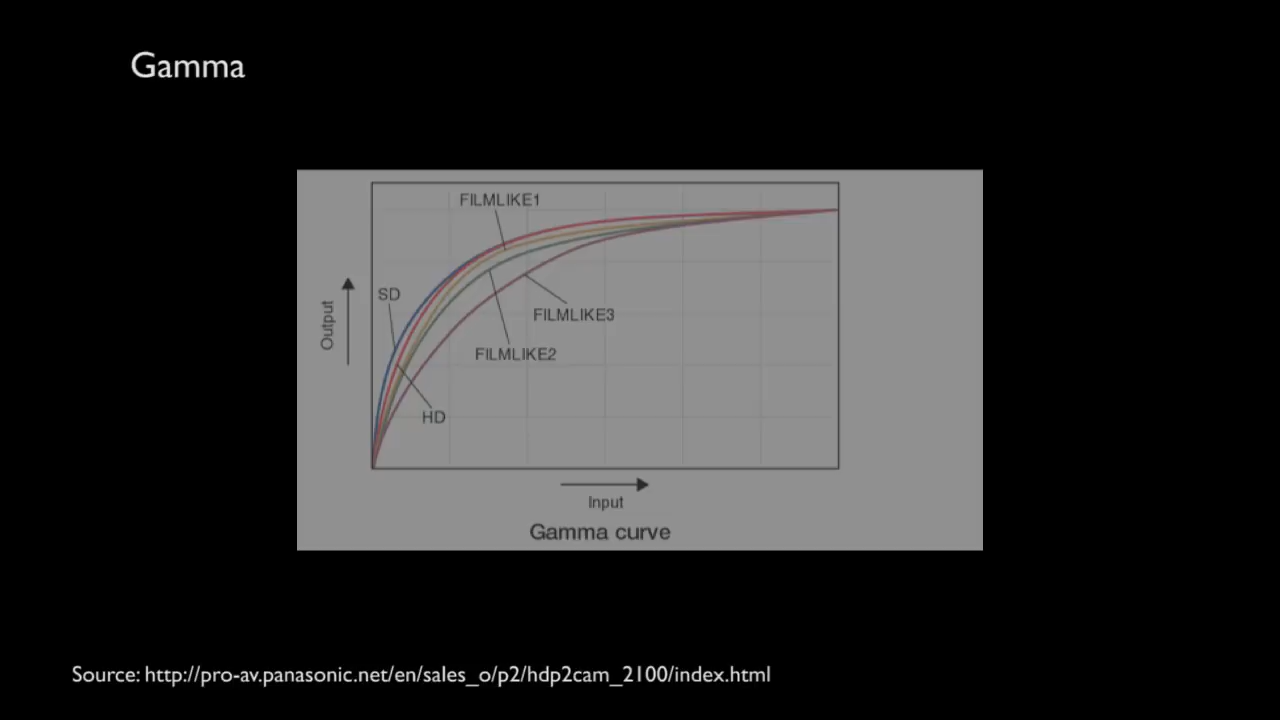 Gamma
FILMLIKE1
SD
Output
FILMLIKE3
FILMLIKE2
HD
Input
Gamma curve
Source: http://pro-av.panasonic.net/en/sales_o/p2/hdp2cam_2100/index.html